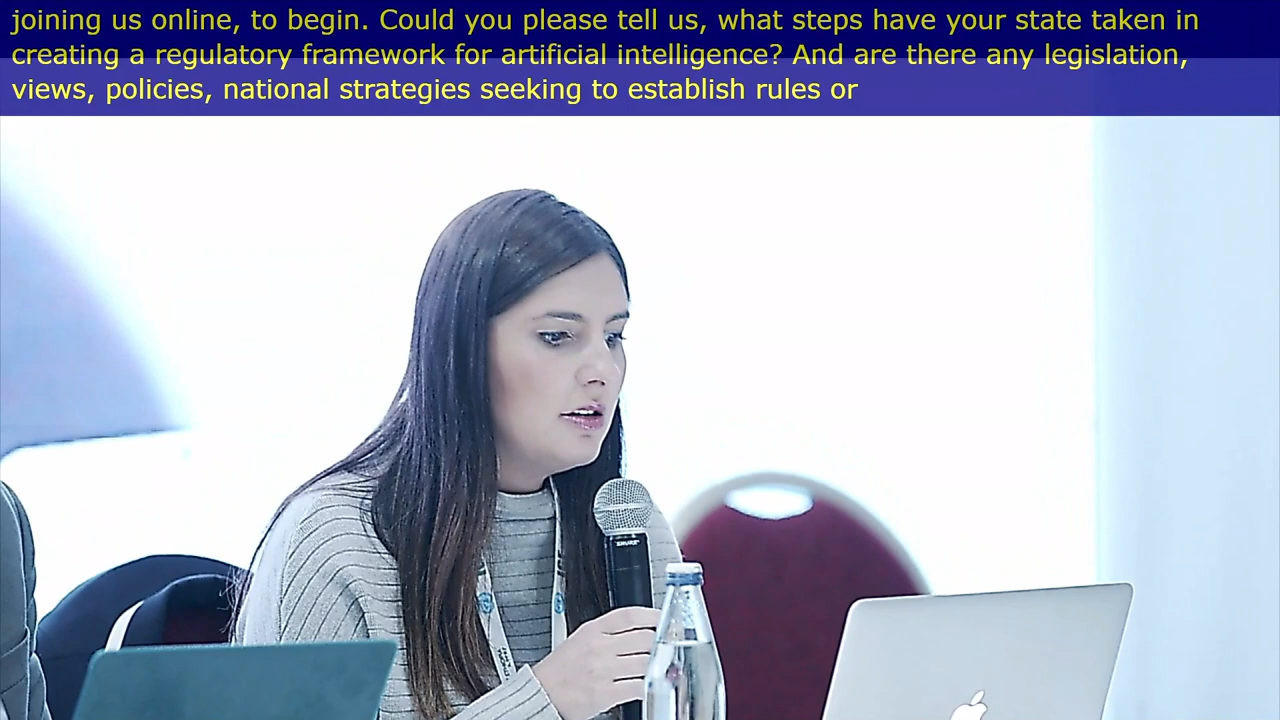 joining us online, to begin. Could you please tell us, what steps have your state taken in
creating a regulatory framework for artificial intelligence? And are there any legislation,
views, policies, national strategies seeking to establish rules or
SHURE